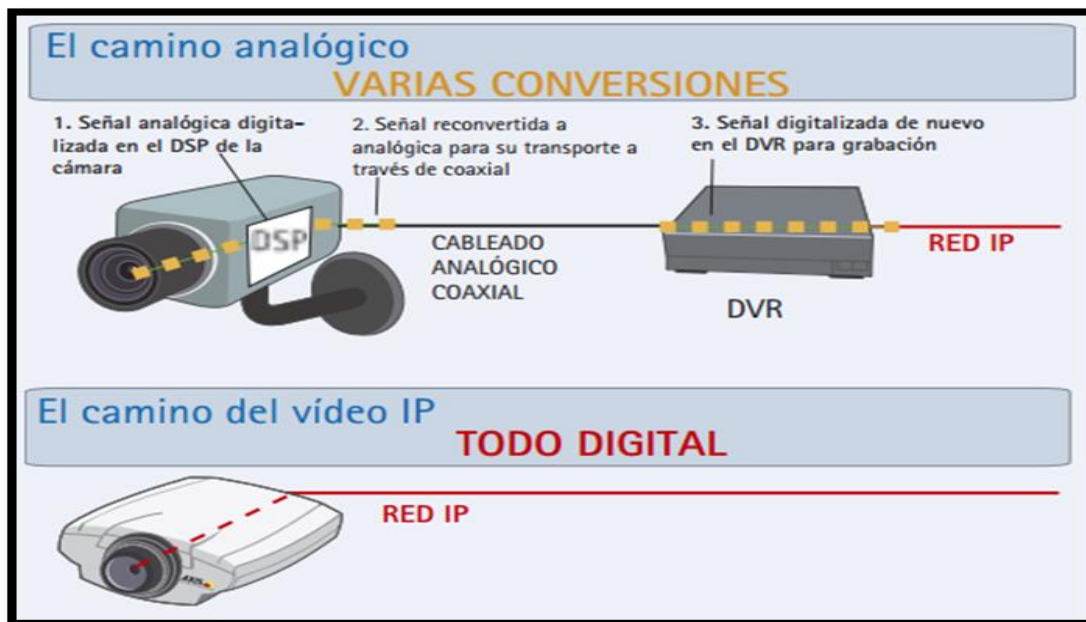 El camino analógico
VARIAS CONVERSIONES
1. Señal analógica digita-
lizada en el DSP de la
cámara
2. Señal reconvertida a
analógica para su transporte a
través de coaxial
3. Señal digitalizada de nuevo
en el DVR para grabación
DSP
CABLEADO
ANALÓGICO
COAXIAL
RED IP
DVR
El camino del vídeo IP
TODO DIGITAL
RED IP
AXIS